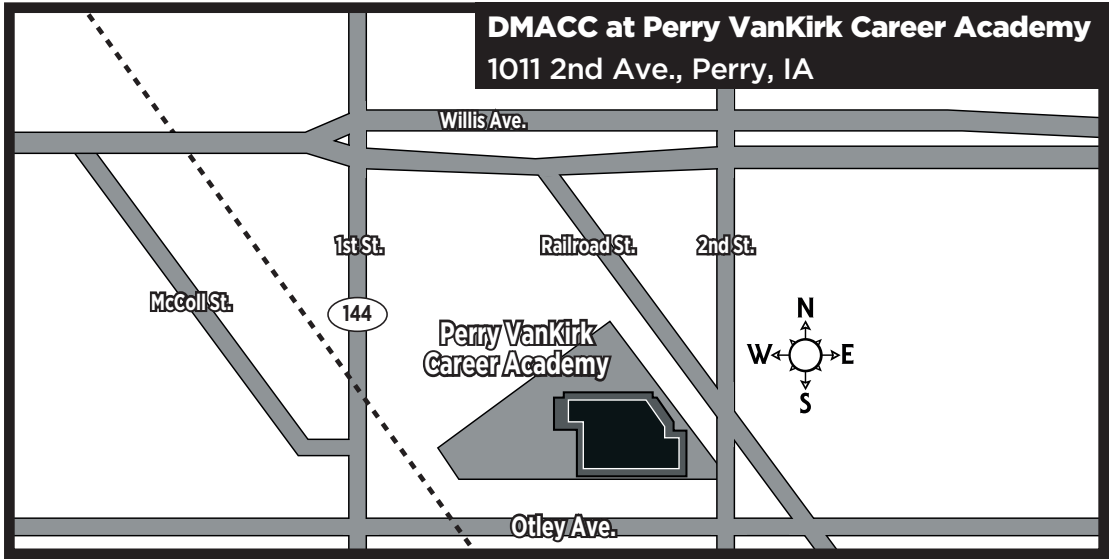 DMACC at Perry VanKirk Career Academy
1011 2nd Ave., Perry, IA
Willis Ave.
1st St.
Railroad St.
2nd St.
McColl St.
144
N
Perry VanKirk
Career Academy
W
E
S
Otley Ave.